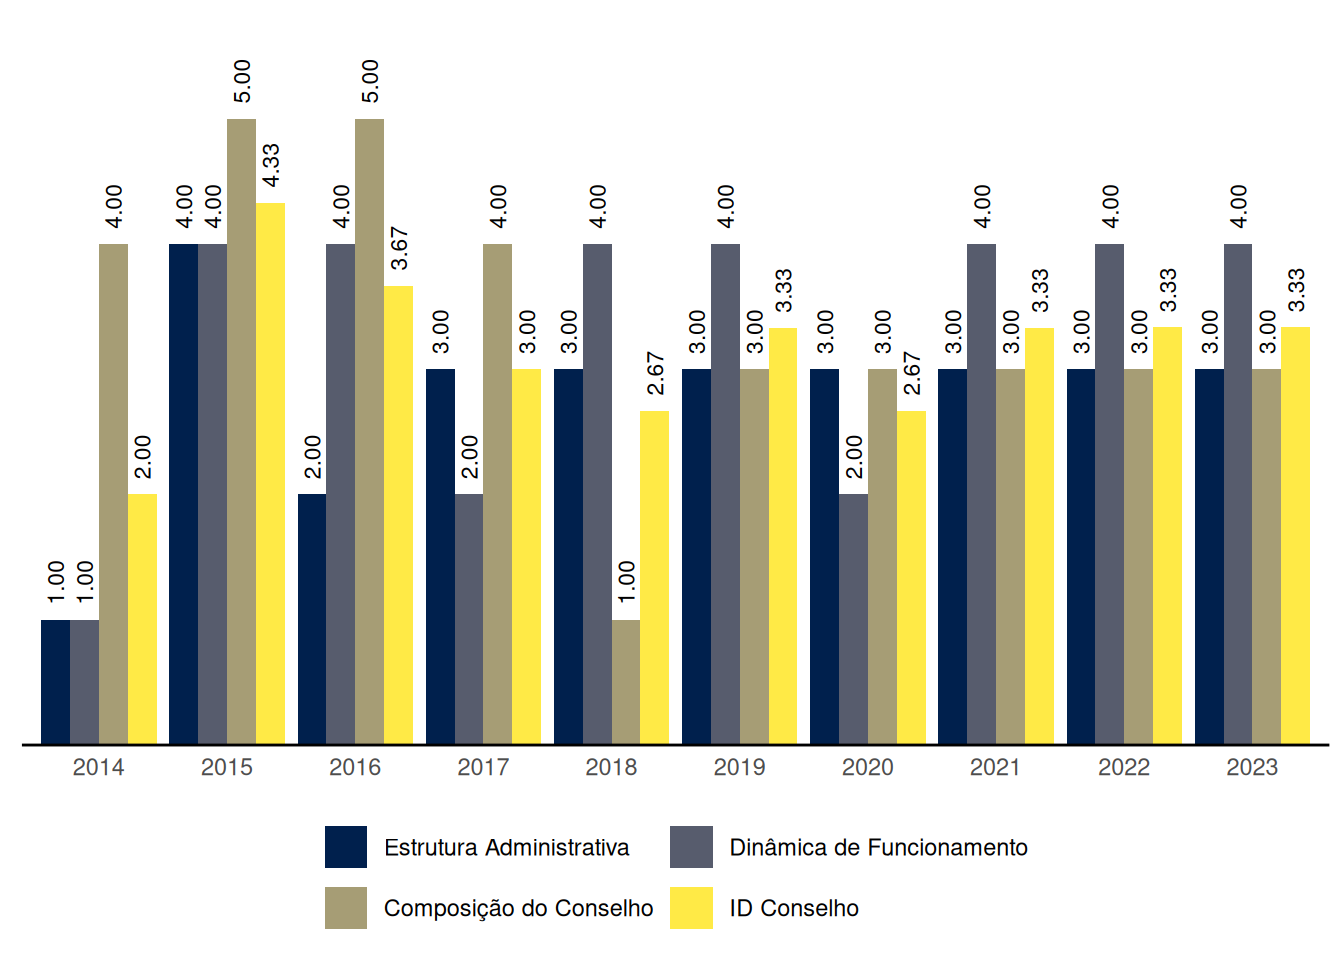 1.00 1.00 4.00 2.00 4.00 4.00 5.00 4.33 2.00 4.00 5.00 3.67 3.00 2.00 4.00 3.00 3.00 4.00 1.00 2.67 3.00 4.00 3.00 3.33 3.00 2.00 3.00 2.67 3.00 4.00 3.00 3.33 3.00 4.00 3.00 3.33 3.00 4.00 3.00 3.33
2014 2015 2016 2017 2018 2019 2020 2021 2022 2023
Estrutura Administrativa Dinâmica de Funcionamento
Composição do Conselho ID Conselho